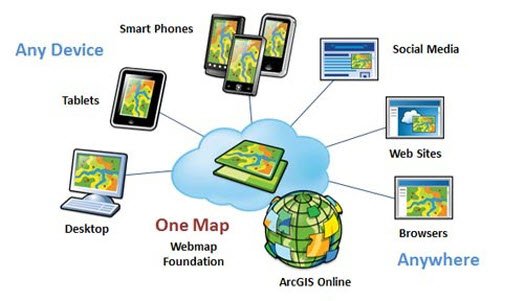 Smart Phones
Any Device
Social Media
Tablets
Web Sites
Desktop
One Map
Webmap
Foundation
Browsers
Anywhere
ArcGIS Online